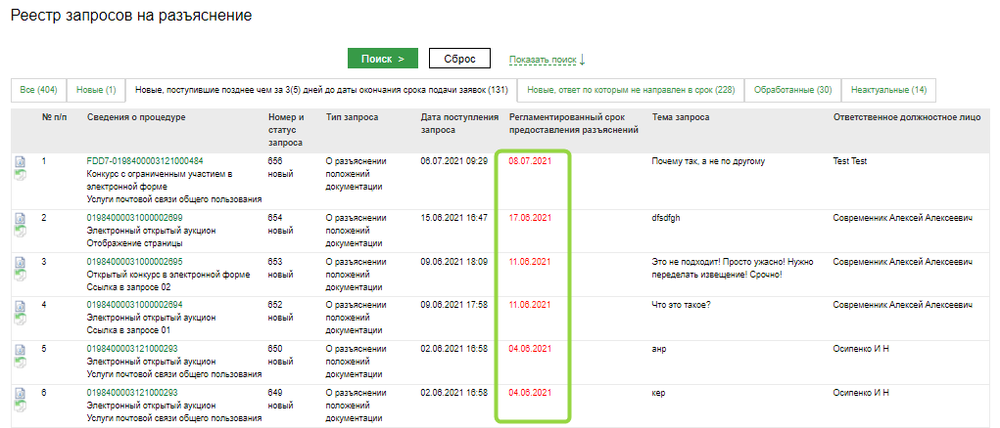 Реестр запросов на разъяснение
Поиск >
Сброс
Показать поиск↓
Все (404)
Новые (1)
Новые, поступившие позднее чем за 3(5) дней до даты окончания срока подачи заявок (131)
Новые, ответ по которым не направлен в срок (228)
Обработанные (30)
Неактуальные (14)
№ п/п
Сведения о процедуре
Номер и
статус
запроса
Тип запроса
Дата поступления
запроса
Регламентированный срок
предоставления разъяснений
Тема запроса
Ответственное должностное лицо
1
FDD7-0198400003121000484
Конкурс с ограниченным участием в
электронной форме
Услуги почтовой связи общего пользования
656
новый
О разъяснении
положений
документации
06.07.2021 09:29
08.07.2021
Почему так, а не по другому
Test Test
2
01984000031000002699
Электронный открытый аукцион
Отображение страницы
654
новый
О разъяснении
положений
документации
15.06.2021 16:47
17.06.2021
dfsdfgh
Современник Алексей Алексеевич
3
01984000031000002695
Открытый конкурс в электронной форме
Ссылка в запросе 02
653
новый
О разъяснении
положений
документации
09.06.2021 18:09
11.06.2021
Это не подходит! Просто ужасно! Нужно
переделать извещение! Срочно!
Современник Алексей Алексеевич
4
01984000031000002694
Электронный открытый аукцион
Ссылка в запросе 01
652
новый
О разъяснении
положений
документации
09.06.2021 17:58
11.06.2021
Что это такое?
Современник Алексей Алексеевич
5
0198400003121000293
Электронный открытый аукцион
Услуги почтовой связи общего пользования
650
новый
О разъяснении
положений
документации
02.06.2021 16:58
04.06.2021
анр
Осипенко И Н
6
0198400003121000293
Электронный открытый аукцион
Услуги почтовой связи общего пользования
649
новый
О разъяснении
положений
документации
02.06.2021 16:58
04.06.2021
кер
Осипенко И Н